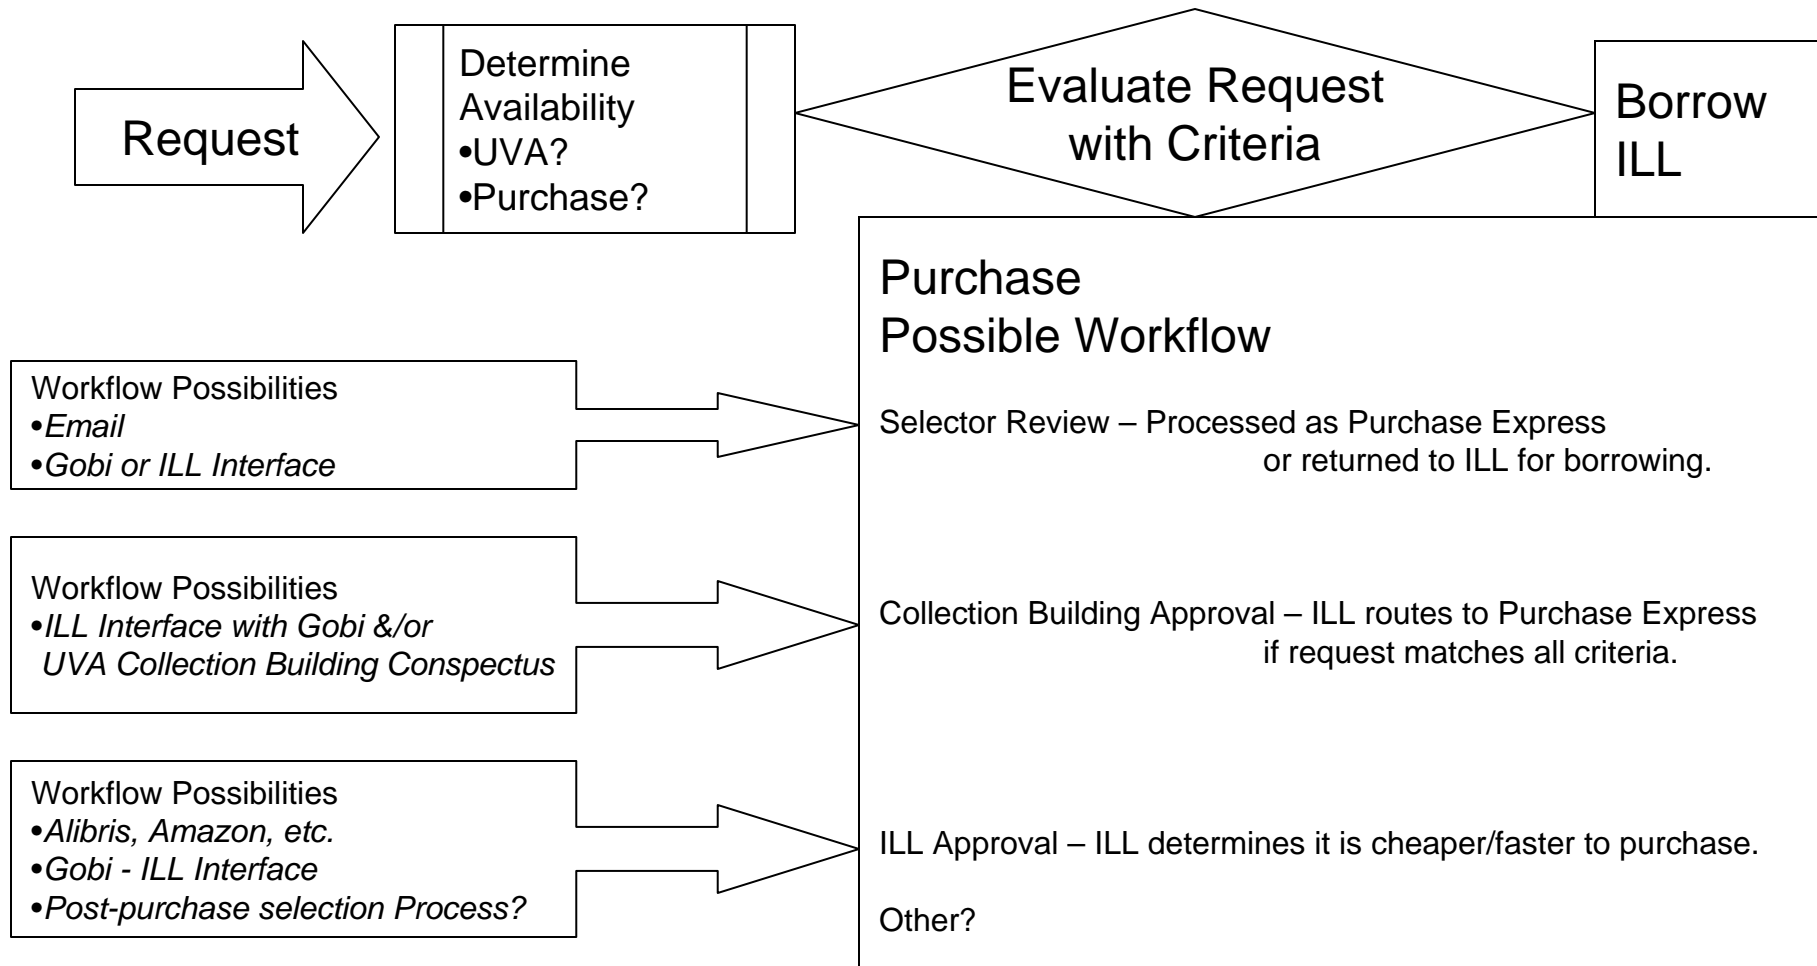 Request
Determine
Availability
•UVA?
•Purchase?
Evaluate Request
with Criteria
Borrow
ILL
Purchase
Possible Workflow
Workflow Possibilities
•Email
•Gobi or ILL Interface
Selector Review – Processed as Purchase Express
or returned to ILL for borrowing.
Workflow Possibilities
•ILL Interface with Gobi &/or
UVA Collection Building Conspectus
Collection Building Approval – ILL routes to Purchase Express
if request matches all criteria.
Workflow Possibilities
•Alibris, Amazon, etc.
•Gobi - ILL Interface
•Post-purchase selection Process?
ILL Approval – ILL determines it is cheaper/faster to purchase.
Other?